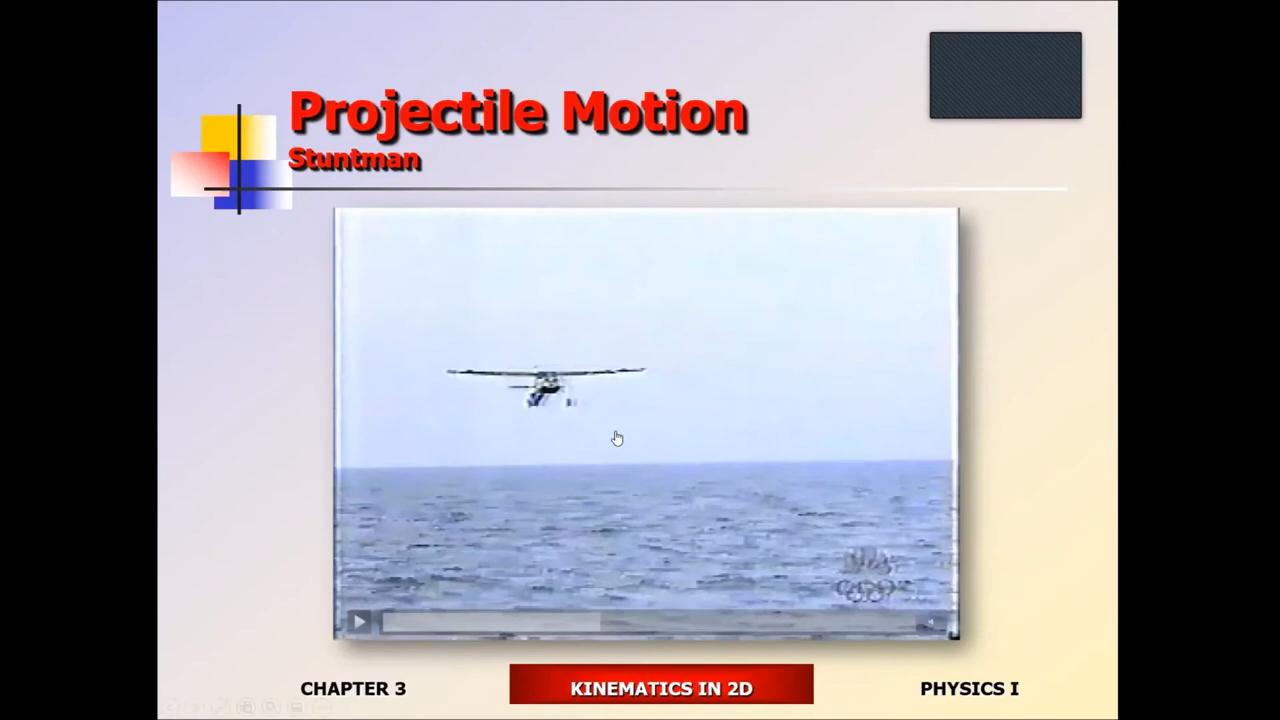 Projectile Motion
Stuntman
CHAPTER 3
KINEMATICS IN 2D
PHYSICS I